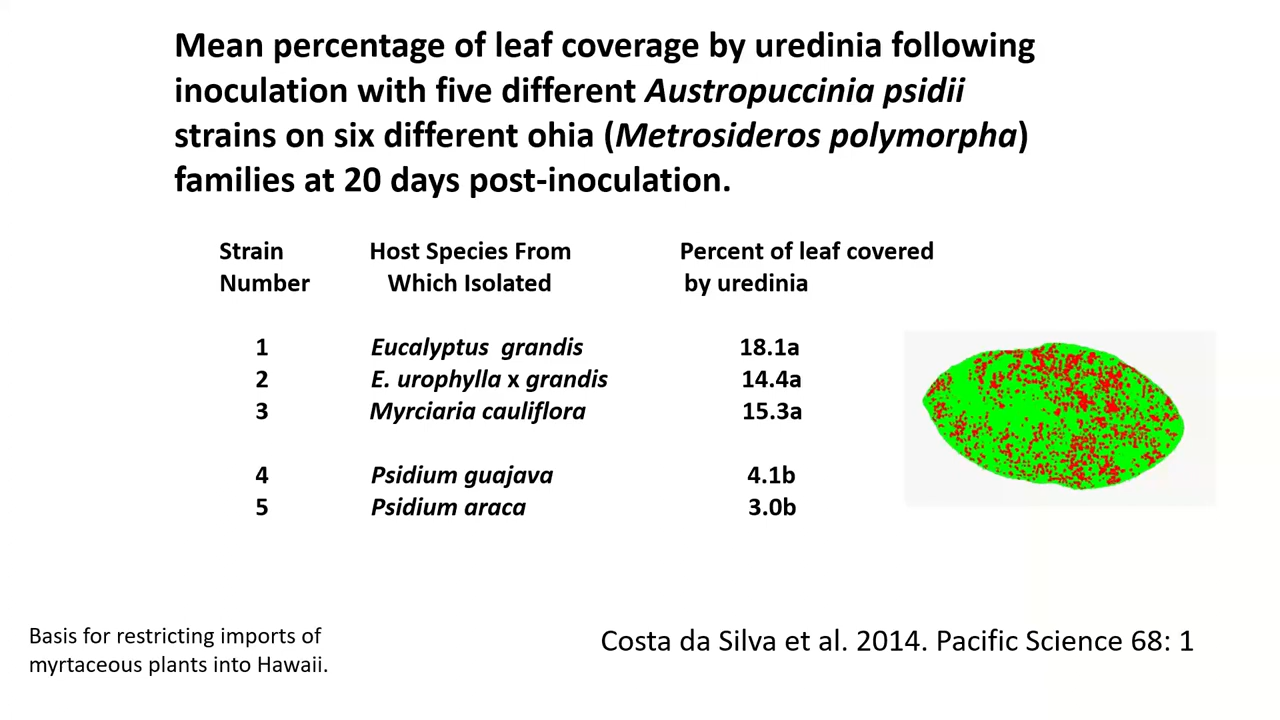 Mean percentage of leaf coverage by uredinia following
inoculation with five different Austropuccinia psidii
strains on six different ohia (Metrosideros polymorpha)
families at 20 days post-inoculation.
Strain Host Species From Percent of leaf covered
Number Which Isolated by uredinia
1 Eucalyptus grandis 18.1a
2 E. urophylla x grandis 14.4a
3 Myrciaria cauliflora 15.3a
4 Psidium guajava 4.1b
5 Psidium araca 3.0b
Basis for restricting imports of
myrtaceous plants into Hawaii.
Costa da Silva et al. 2014. Pacific Science 68: 1